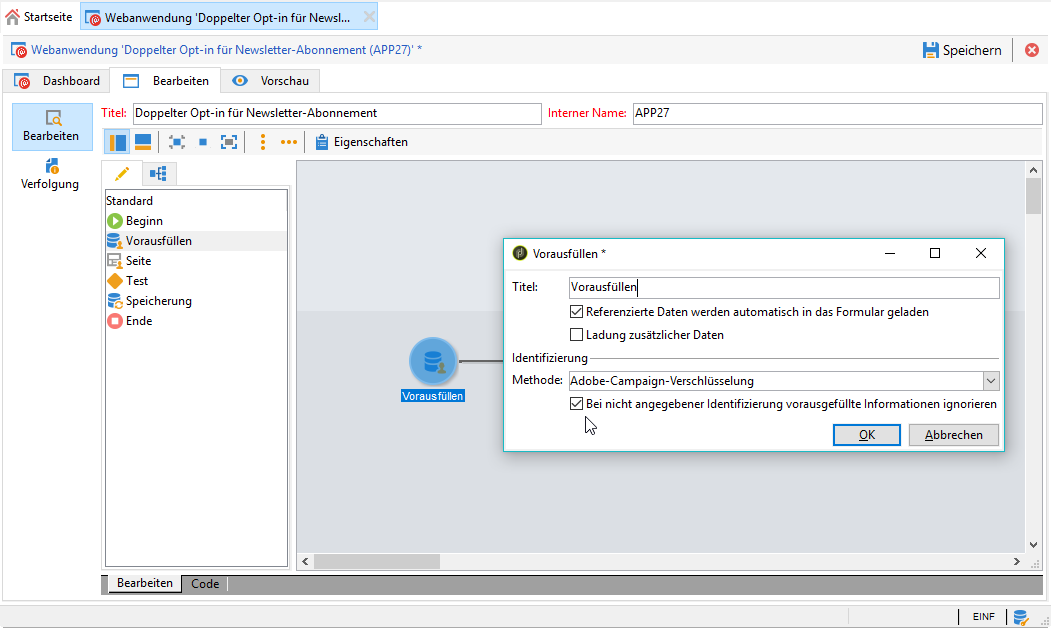 Startseite
Webanwendung 'Doppelter Opt-in für Newsl...
Webanwendung 'Doppelter Opt-in für Newsletter-Abonnement (APP27)' *
Speichern
Dashboard
Bearbeiten
Vorschau
Bearbeiten
Verfolgung
Titel: Doppelter Opt-in für Newsletter-Abonnement Interner Name: APP27
Eigenschaften
Standard
Beginn
Vorausfüllen
Seite
Test
Speicherung
Ende
Vorausfüllen
Vorausfüllen *
Titel: Vorausfüllen
Referenzierte Daten werden automatisch in das Formular geladen
Ladung zusätzlicher Daten
Identifizierung
Methode: Adobe-Campaign-Verschlüsselung
Bei nicht angegebener Identifizierung vorausgefüllte Informationen ignorieren
OK
Abbrechen
Bearbeiten
Code
EINF